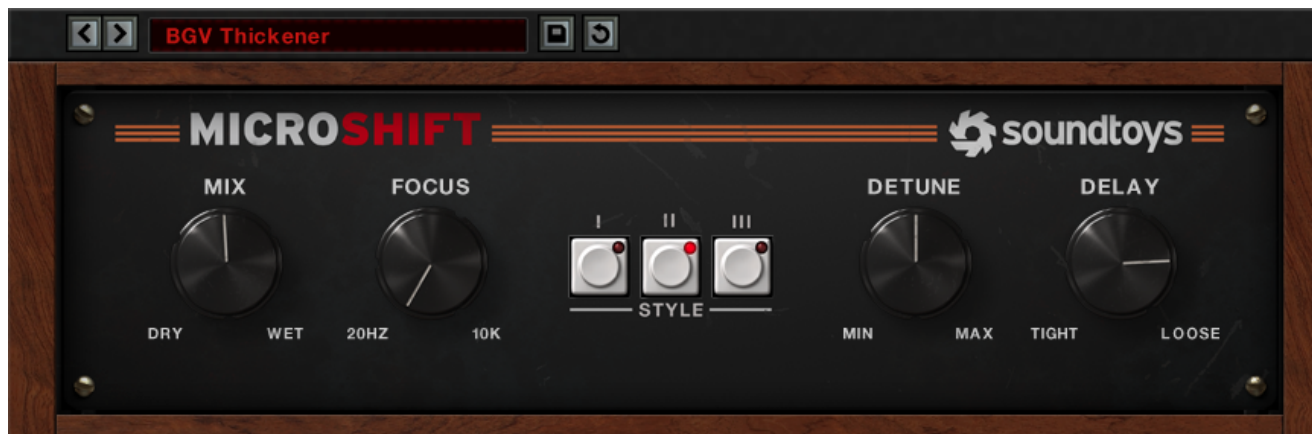 BGV Thickener
MICROSHIFT soundtoys
MIX FOCUS I II III DETUNE DELAY
DRY WET 20HZ 10K STYLE MIN MAX TIGHT LOOSE